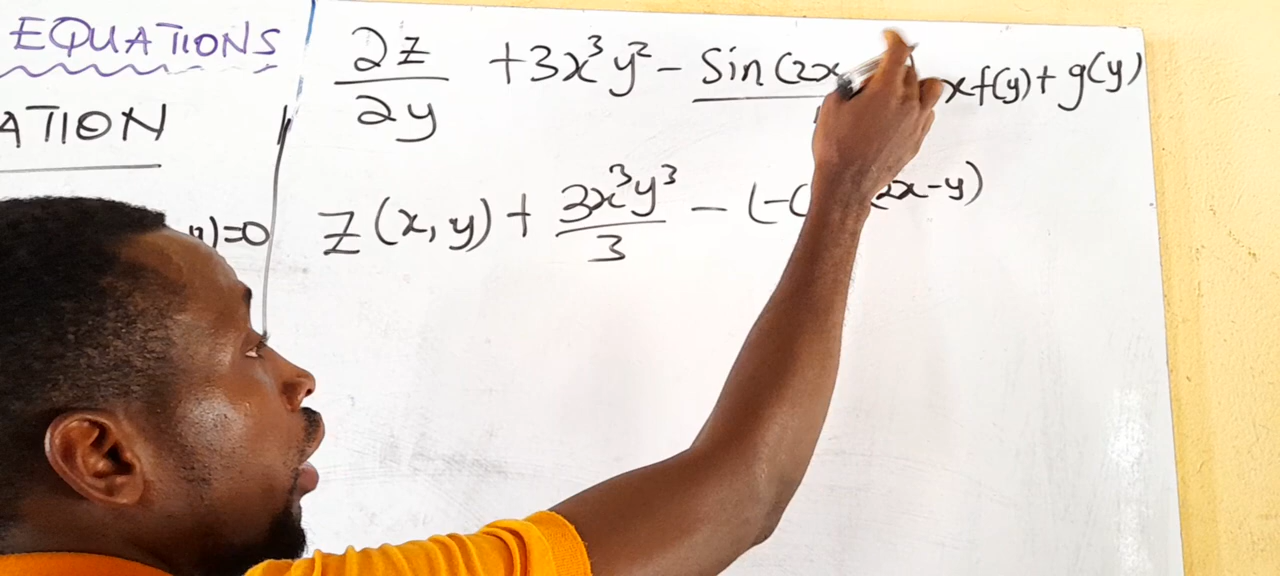 EQUATIONS
ATION
y)=0
∂z/∂y +3x³y² - Sin(2x xf(y)+g(y)
Z(x,y) + 3x³y³/3 - (-( 2x-y)